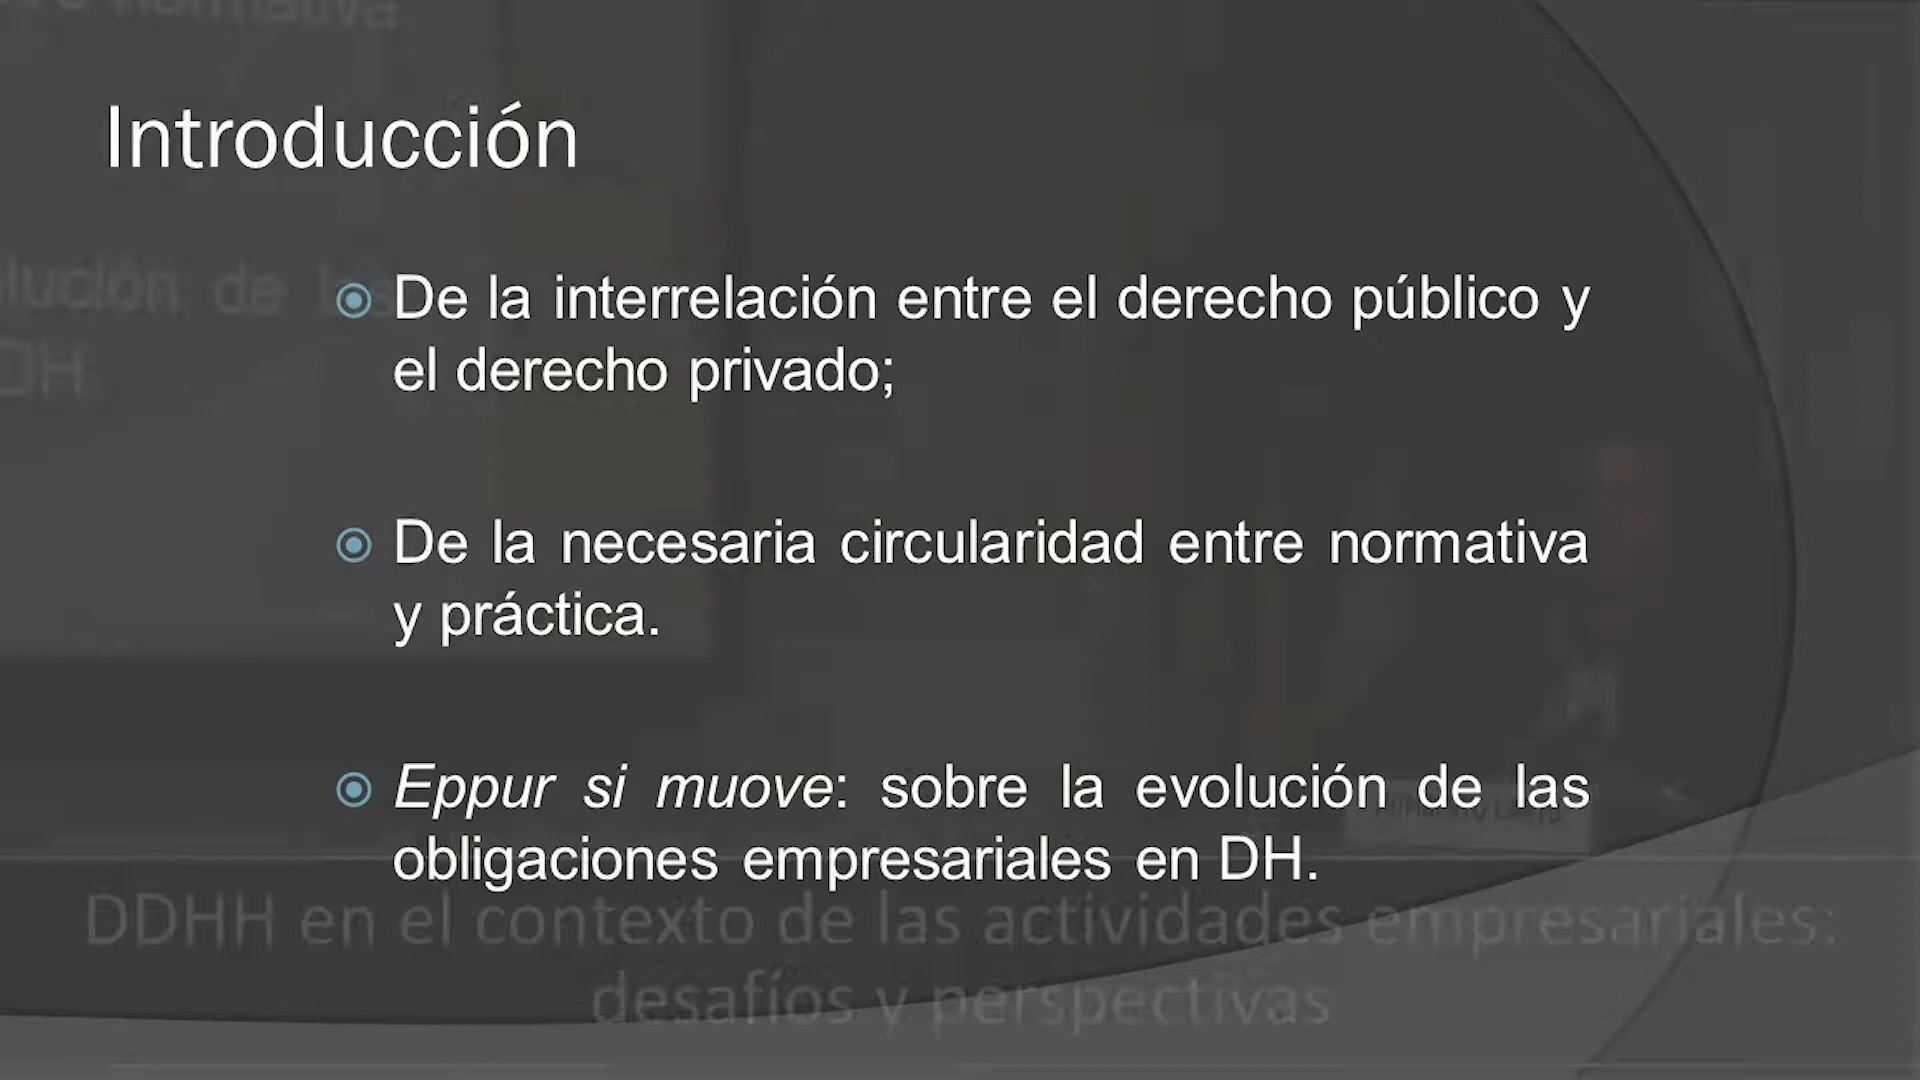 Introducción
De la interrelación entre el derecho público y
el derecho privado;
De la necesaria circularidad entre normativa
y práctica.
Eppur si muove: sobre la evolución de las
obligaciones empresariales en DH.
DDHH en el contexto de las actividades empresariales:
desafíos y perspectivas